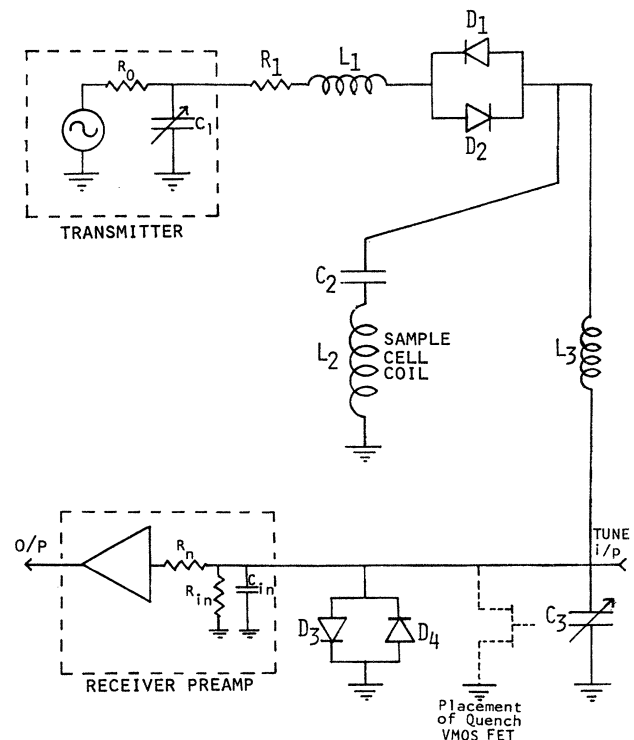 D1
R1
L1
R0
C1
D2
TRANSMITTER
C2
L2
SAMPLE
CELL
COIL
L3
O/P
TUNE
i/p
Rn
Rin
Cin
D3
D4
C3
RECEIVER PREAMP
Placement
of Quench
VMOS FET